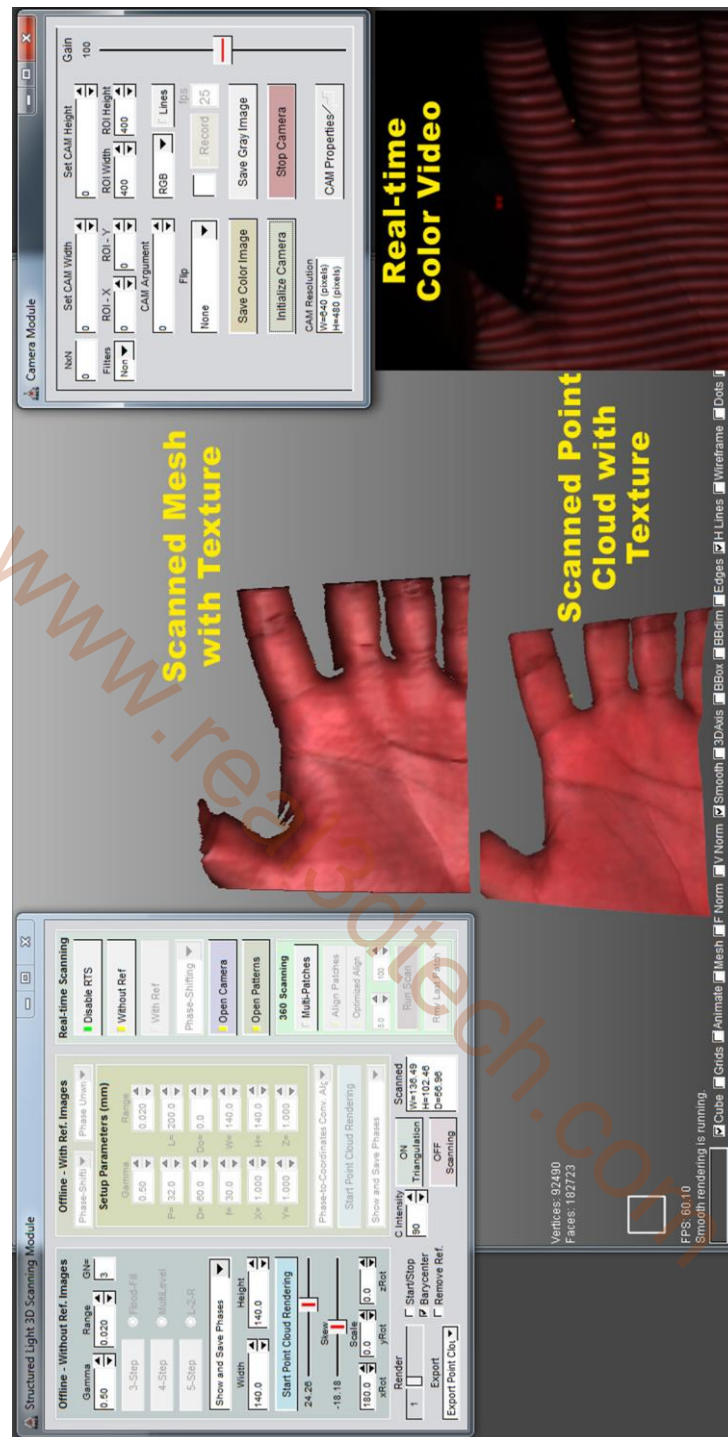 Structured Light 3D Scanning Module
Offline - Without Ref. Images
Gamma
Range
GN=
0.50
0.020
3
3-Step
Flood-Fill
4-Step
MultiLevel
5-Step
L-2-R
Show and Save Phases
Width
Height
140.0
140.0
Start Point Cloud Rendering
24.26
Skew
-18.18
Scale
180.0
0.0
0.0
xRot
yRot
zRot
Render
1
Start/Stop
Barycenter
Remove Ref.
Export
Export Point Clou
Offline - With Ref. Images
Phase-Shifti
Phase Unwr
Setup Parameters (mm)
Gamma
Range
0.50
0.020
P=
32.0
L=
200.0
D=
60.0
Do=
0.0
f=
30.0
W=
140.0
X=
1.000
H=
140.0
Y=
1.000
Z=
1.000
Phase-to-Coordinates Conv. Alg
Start Point Cloud Rendering
Show and Save Phases
C Intensity
90
ON
Triangulation
OFF
Scanning
Scanned
W=136.49
H=102.46
D=56.96
Real-time Scanning
Disable RTS
Without Ref
With Ref
Phase-Shifting
Open Camera
Open Patterns
360 Scanning
Multi-Patches
Align Patches
Optimized Align
5.0
100
Run Scan
Rmv Last Patch
Scanned Mesh
with Texture
Scanned Point
Cloud with
Texture
Camera Module
NxN
Set CAM Width
Set CAM Height
Gain
0
0
0
100
Filters
ROI - X
ROI - Y
ROI Width
ROI Height
Non
0
0
400
400
CAM Argument
0
RGB
Lines
Flip
fps
None
Record
25
Save Color Image
Save Gray Image
Initialize Camera
Stop Camera
CAM Resolution
W=640 (pixels)
H=480 (pixels)
CAM Properties
Real-time
Color Video
Vertices: 92490
Faces: 182723
FPS: 60.10
Smooth rendering is running.
Cube Grids Animate Mesh F Norm V Norm Smooth 3DAxis BBox BBdim Edges H Lines Wireframe Dots
www.real3dtech.com